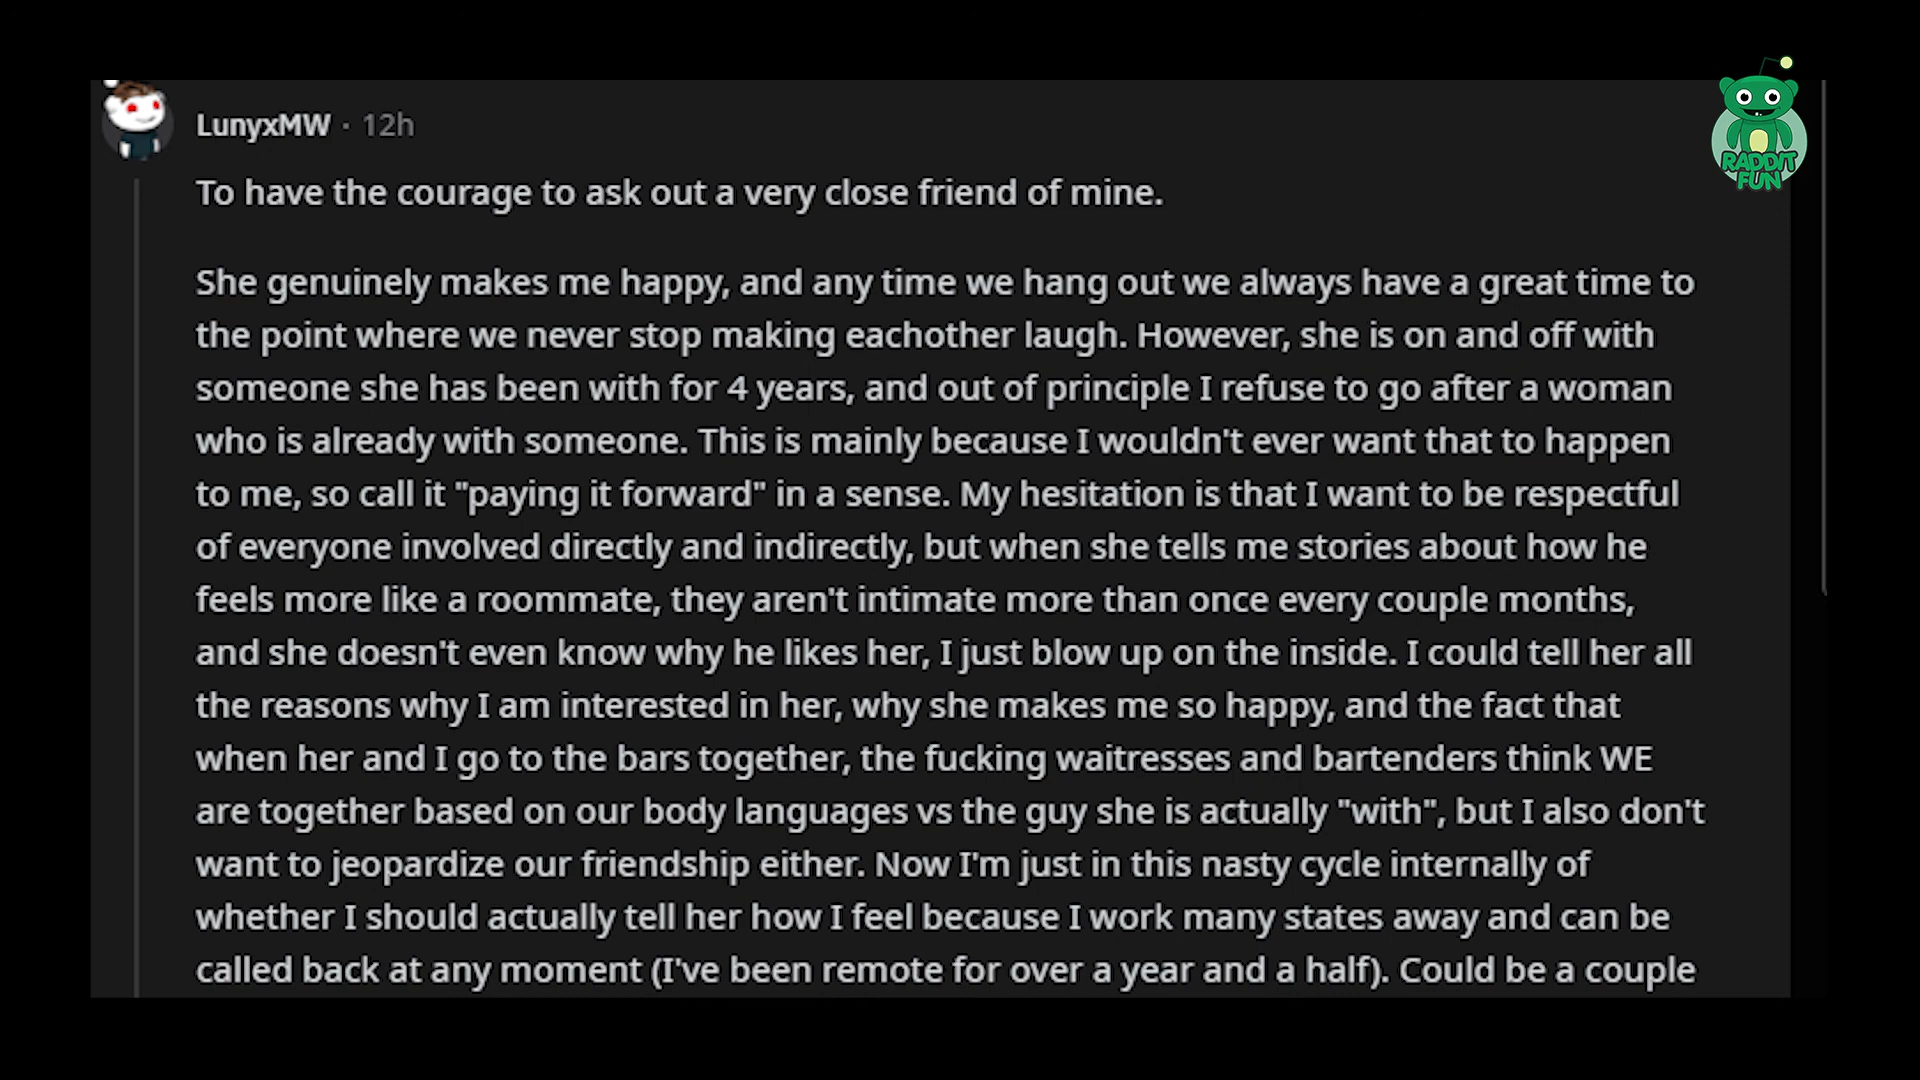 LunyxMW · 12h
To have the courage to ask out a very close friend of mine.
She genuinely makes me happy, and any time we hang out we always have a great time to
the point where we never stop making eachother laugh. However, she is on and off with
someone she has been with for 4 years, and out of principle I refuse to go after a woman
who is already with someone. This is mainly because I wouldn't ever want that to happen
to me, so call it "paying it forward" in a sense. My hesitation is that I want to be respectful
of everyone involved directly and indirectly, but when she tells me stories about how he
feels more like a roommate, they aren't intimate more than once every couple months,
and she doesn't even know why he likes her, I just blow up on the inside. I could tell her all
the reasons why I am interested in her, why she makes me so happy, and the fact that
when her and I go to the bars together, the fucking waitresses and bartenders think WE
are together based on our body languages vs the guy she is actually "with", but I also don't
want to jeopardize our friendship either. Now I'm just in this nasty cycle internally of
whether I should actually tell her how I feel because I work many states away and can be
called back at any moment (I've been remote for over a year and a half). Could be a couple
RADDIT
FUN